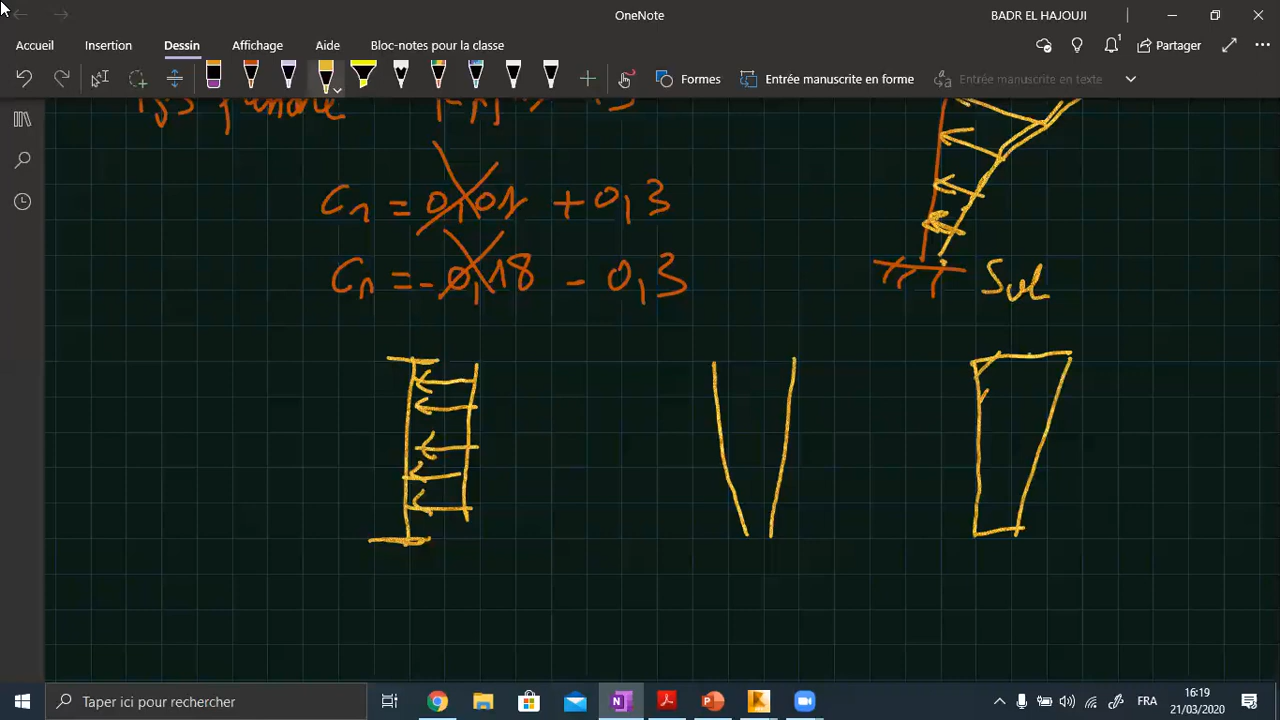 OneNote
BADR EL HAJOUJI
Accueil Insertion Dessin Affichage Aide Bloc-notes pour la classe
Partager
Formes Entrée manuscrite en forme Entrée manuscrite en texte
Cn = 0,01 + 0,3
Cn = - 0,18 - 0,3
Sol
Taper ici pour rechercher
FRA
16:19
21/03/2020